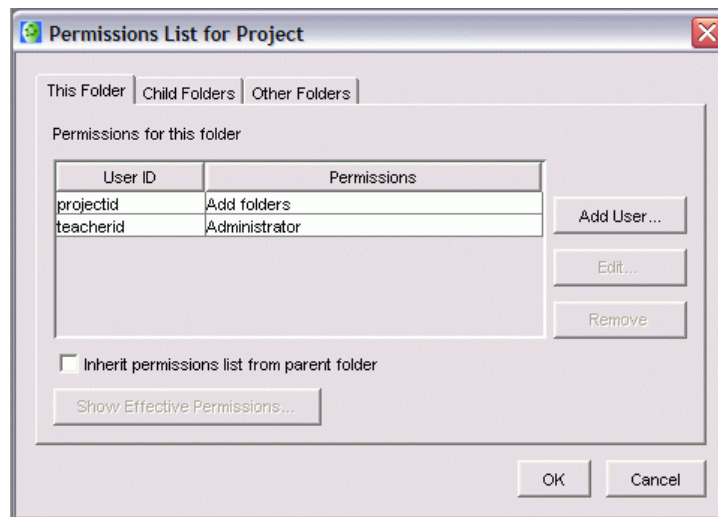 Permissions List for Project
This Folder Child Folders Other Folders
Permissions for this folder
User ID Permissions
projectid Add folders
teacherid Administrator
Add User...
Edit...
Remove
Inherit permissions list from parent folder
Show Effective Permissions...
OK Cancel